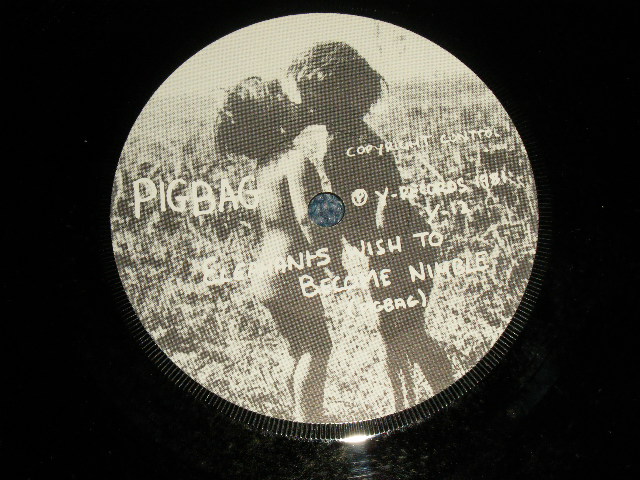 COPYRIGHT CONTROL
PIGBAG
Ⓟ Y-RECORDS 1981
Y-12
ELEPHANTS WISH TO
BECOME NIMBLE
(PIGBAG)